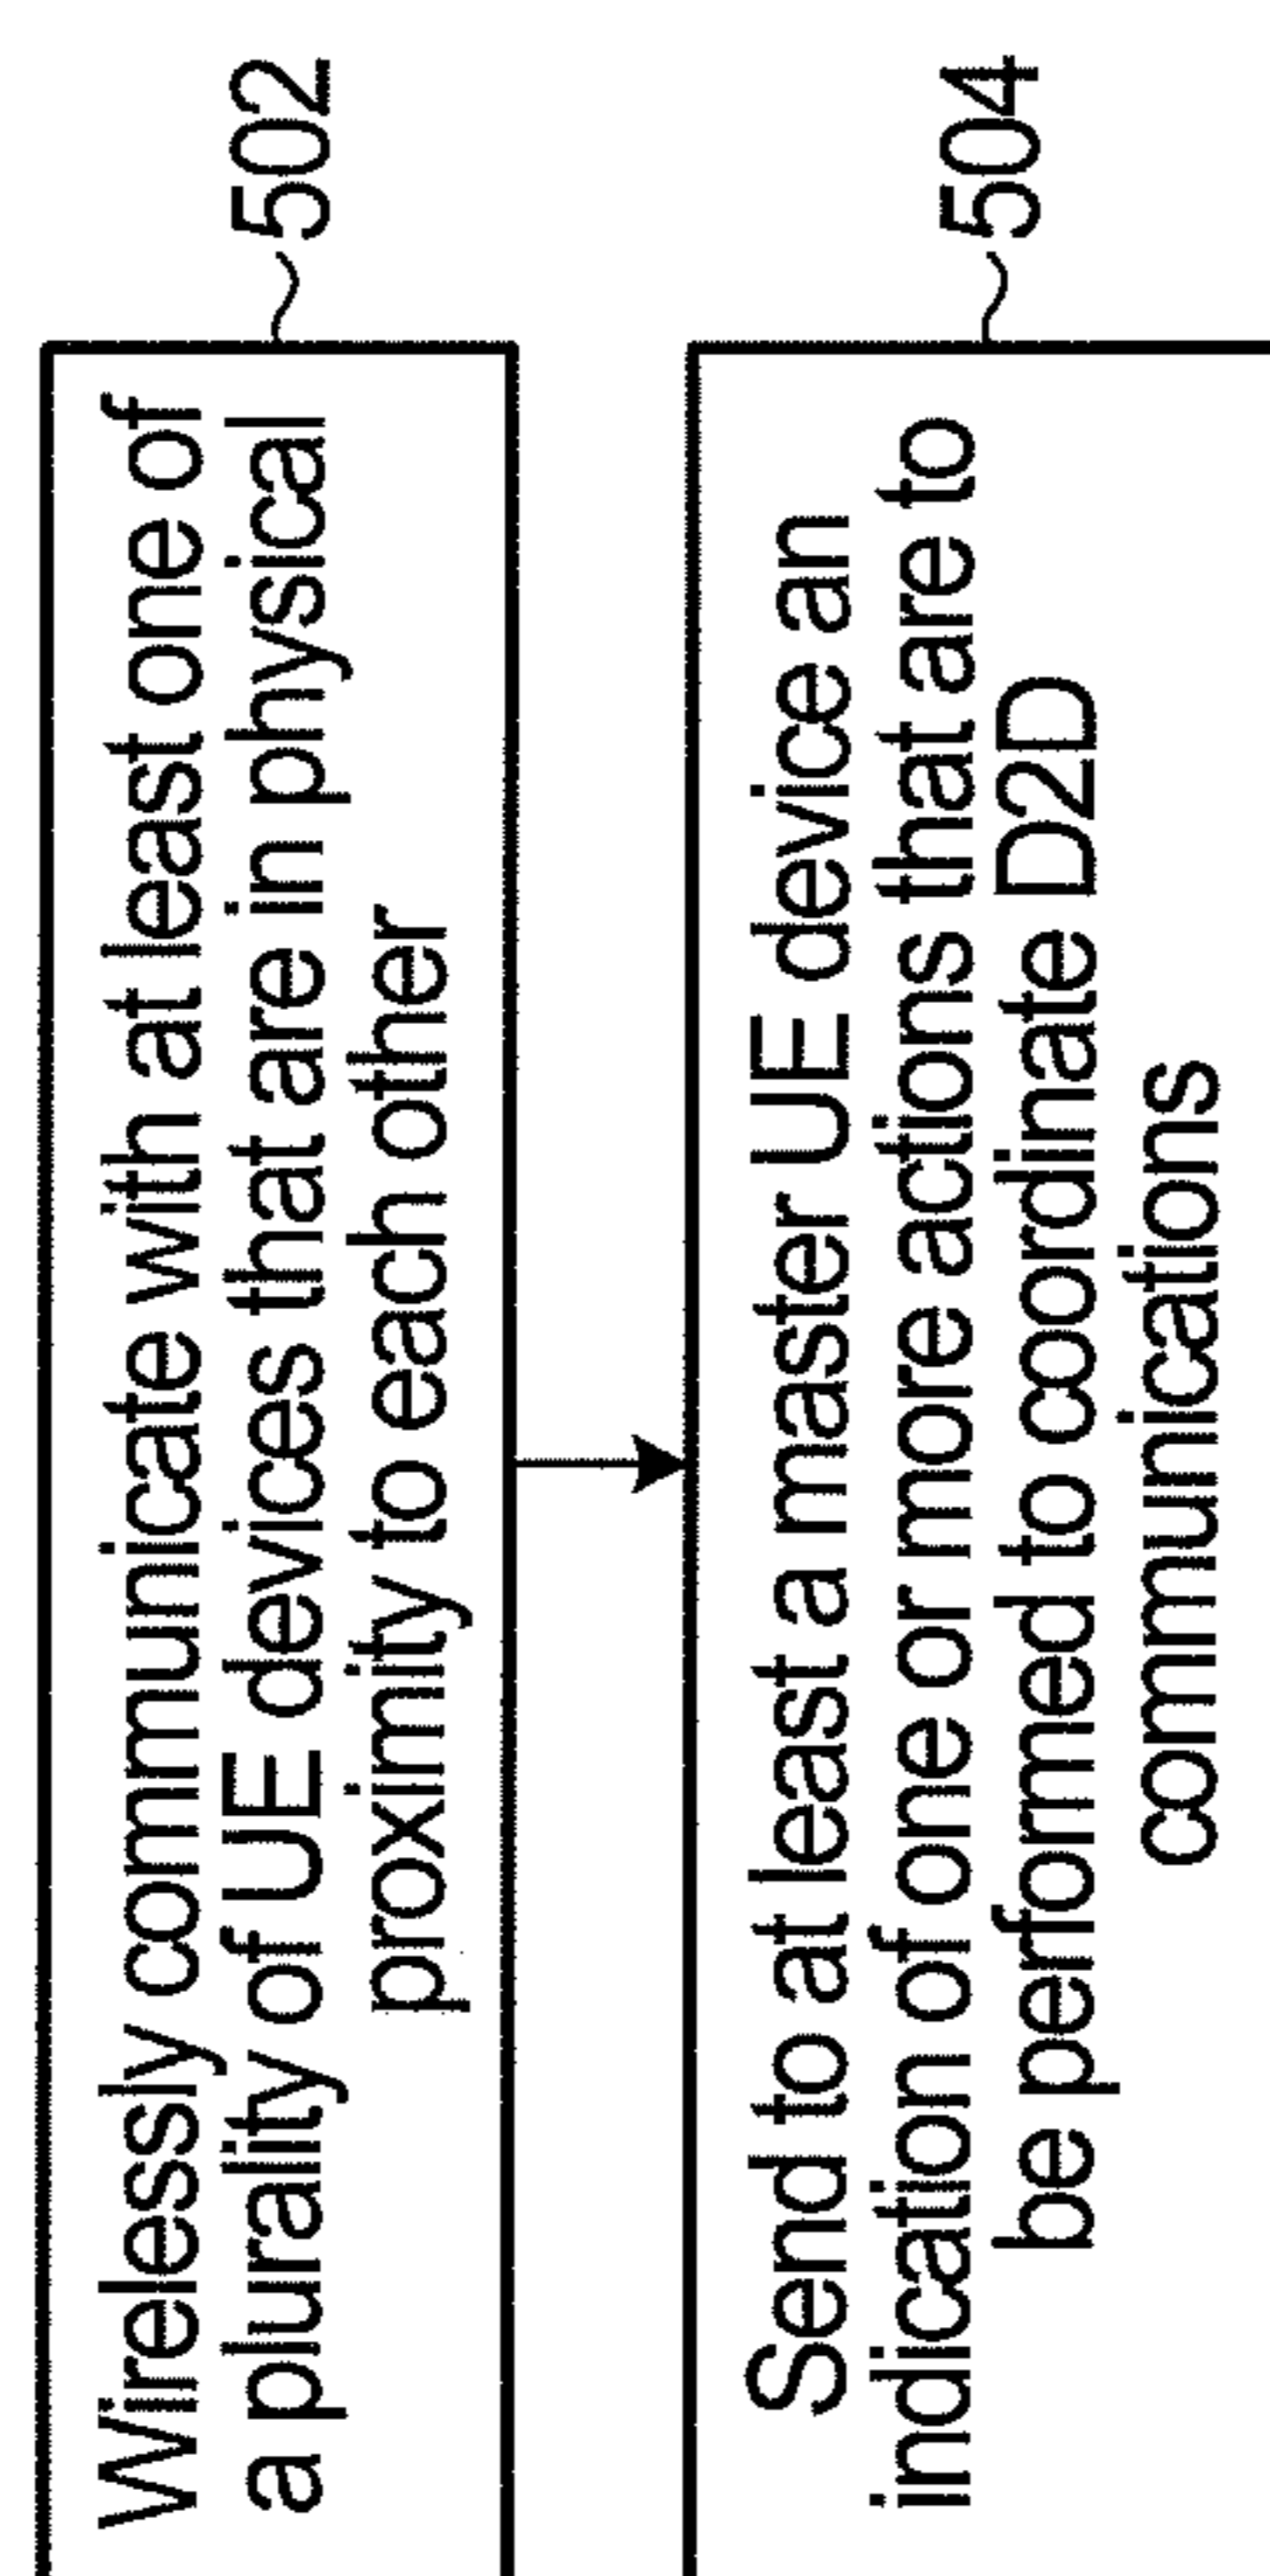 Wirelessly communicate with at least one of
a plurality of UE devices that are in physical
proximity to each other
502
Send to at least a master UE device an
indication of one or more actions that are to
be performed to coordinate D2D
communications
504